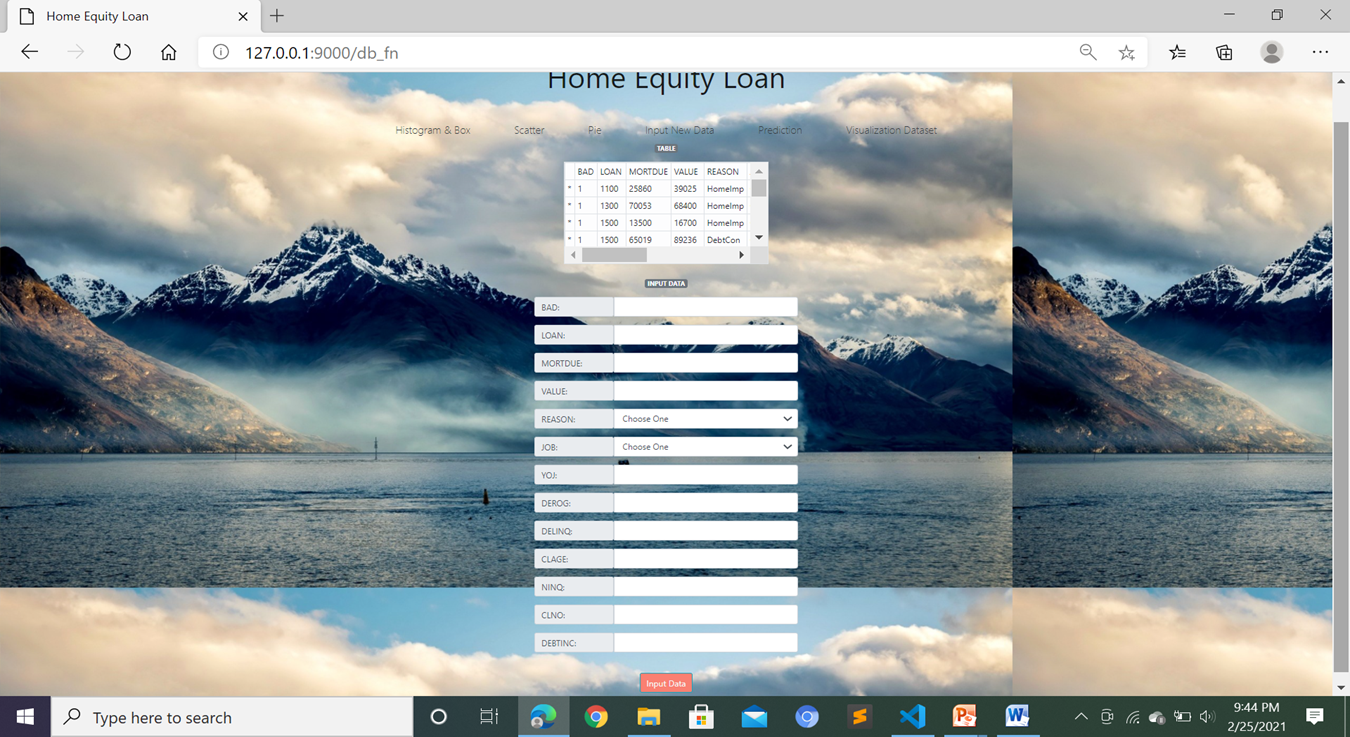 Home Equity Loan
127.0.0.1:9000/db_fn
Home Equity Loan
Histogram & Box Scatter Pie Input New Data Prediction Visualization Dataset
TABLE
BAD LOAN MORTDUE VALUE REASON
* 1 1100 25860 39025 HomeImp
* 1 1300 70053 68400 HomeImp
* 1 1500 13500 16700 HomeImp
* 1 1500 65019 89236 DebtCon
INPUT DATA
BAD:
LOAN:
MORTDUE:
VALUE:
REASON: Choose One
JOB: Choose One
YOJ:
DEROG:
DELINQ:
CLAGE:
NINQ:
CLNO:
DEBTINC:
Input Data
Type here to search
9:44 PM
2/25/2021